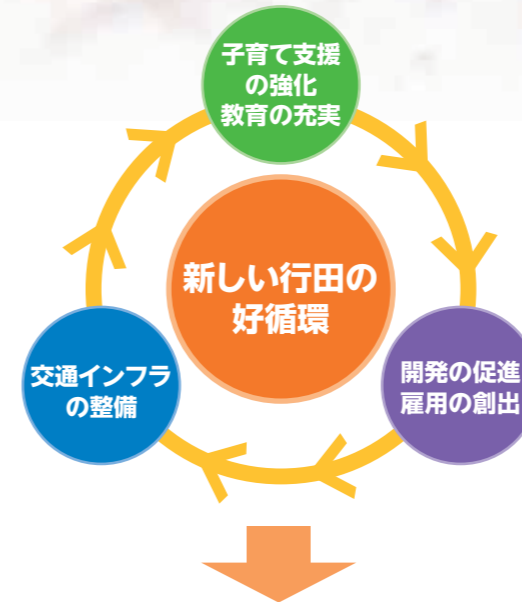 子育て支援
の強化
教育の充実
新しい行田の
好循環
交通インフラ
の整備
開発の促進
雇用の創出